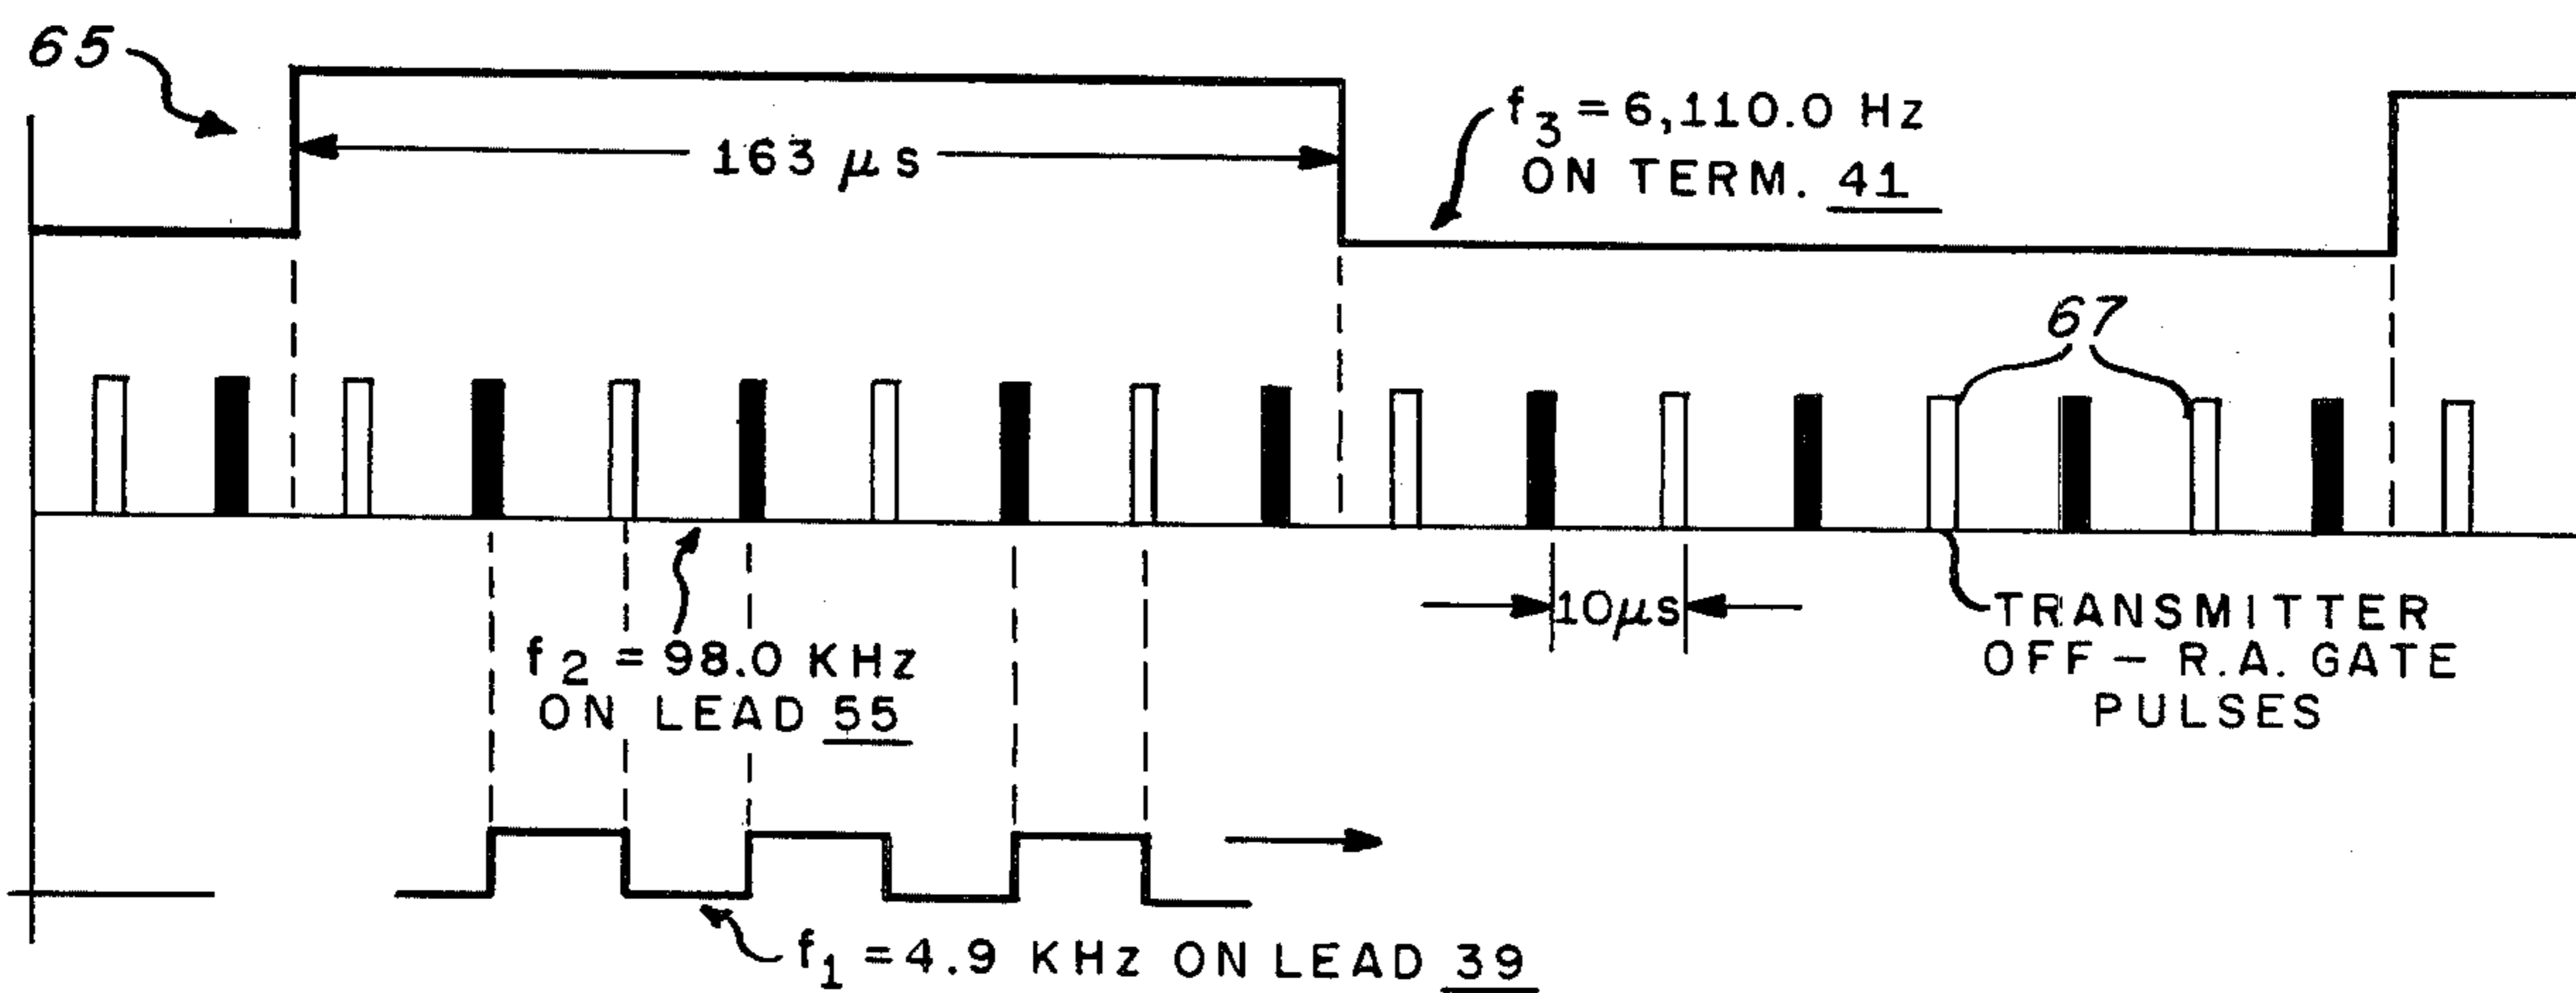 65
163 μs
f3 = 6,110.0 Hz
ON TERM. 41
67
10μs
f2 = 98.0 KHz
ON LEAD 55
TRANSMITTER
OFF – R.A. GATE
PULSES
f1 = 4.9 KHz ON LEAD 39